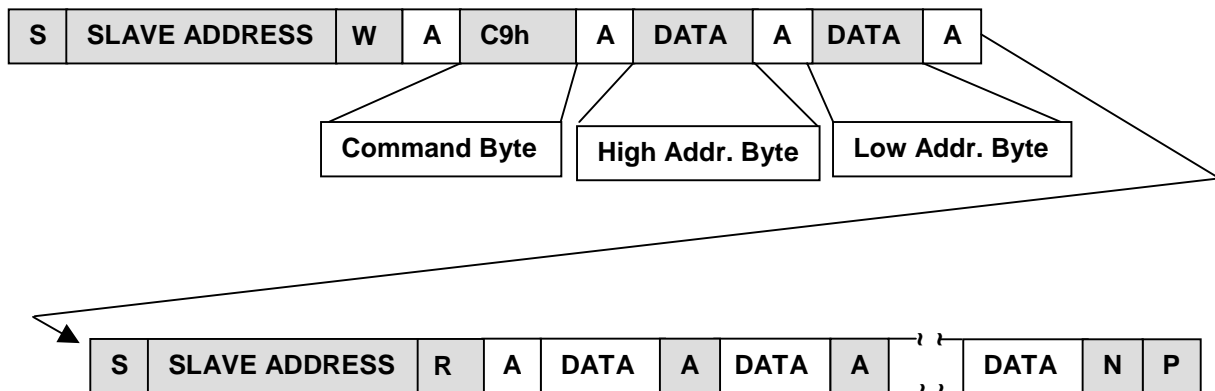 S SLAVE ADDRESS W A C9h A DATA A DATA A
Command Byte High Addr. Byte Low Addr. Byte
S SLAVE ADDRESS R A DATA A DATA A ~ ~ DATA N P